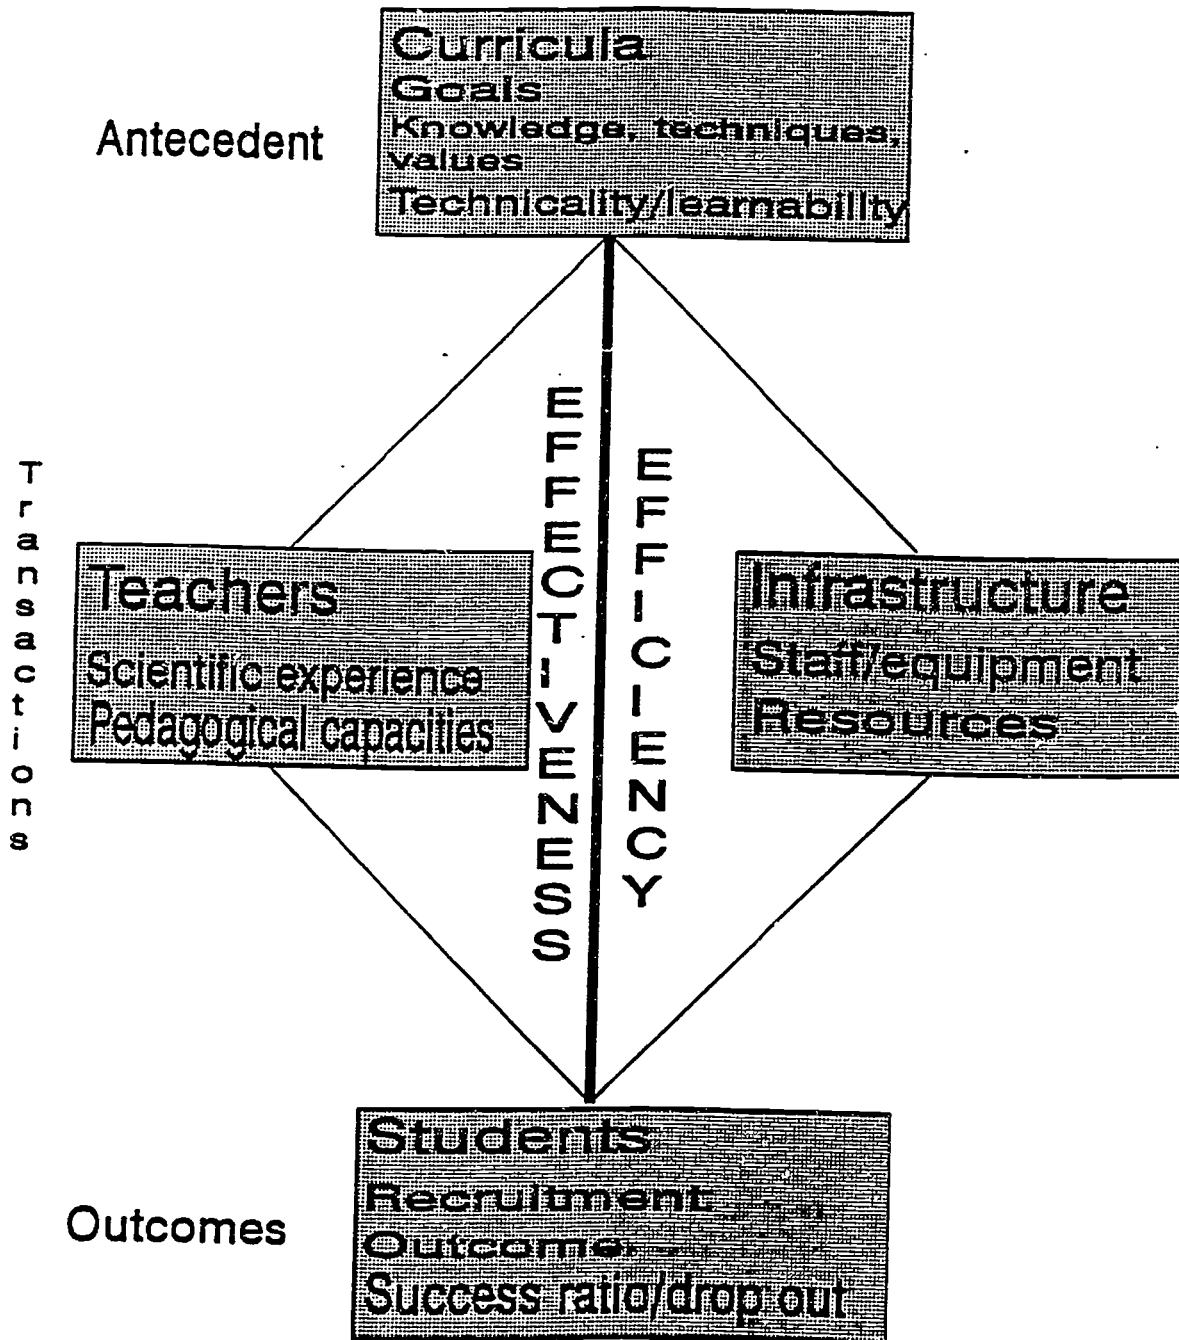 Curricula
Goals
Knowledge, techniques,
values
Technicality/learnability
Antecedent
EFFECTIVENESS
EFFICIENCY
Transactions
Teachers
Scientific experience
Pedagogical capacities
Infrastructure
Staff/equipment
Resources
Students
Recruitment
Outcome
Success ratio/drop out
Outcomes